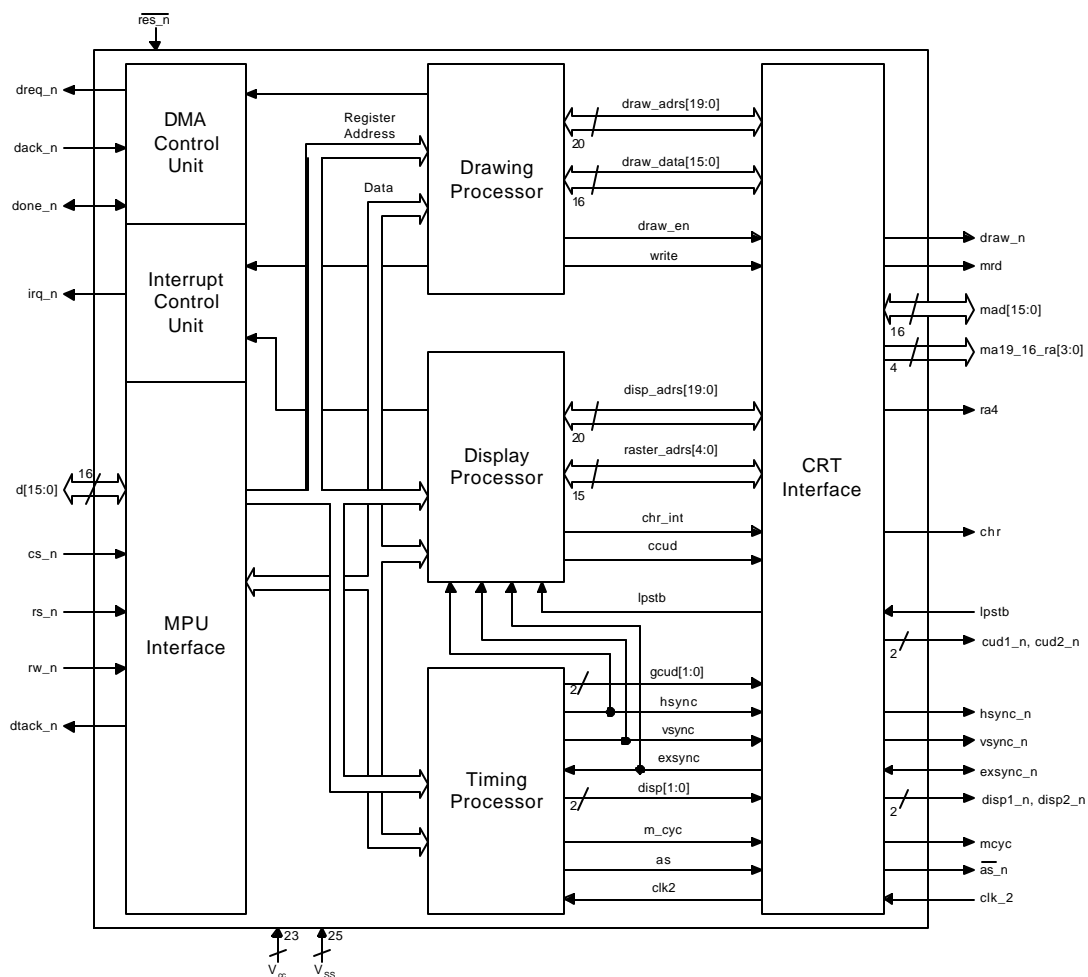 res_n
dreq_n
dack_n
done_n
irq_n
16
d[15:0]
cs_n
rs_n
rw_n
dtack_n
DMA
Control
Unit
Interrupt
Control
Unit
MPU
Interface
Register
Address
Data
Drawing
Processor
Display
Processor
Timing
Processor
draw_adrs[19:0]
20
draw_data[15:0]
16
draw_en
write
disp_adrs[19:0]
20
raster_adrs[4:0]
15
chr_int
ccud
lpstb
gcud[1:0]
2
hsync
vsync
exsync
disp[1:0]
2
m_cyc
as
clk2
CRT
Interface
draw_n
mrd
mad[15:0]
16
ma19_16_ra[3:0]
4
ra4
chr
lpstb
cud1_n, cud2_n
2
hsync_n
vsync_n
exsync_n
disp1_n, disp2_n
2
mcyc
as_n
clk_2
23
25
Vcc
Vss